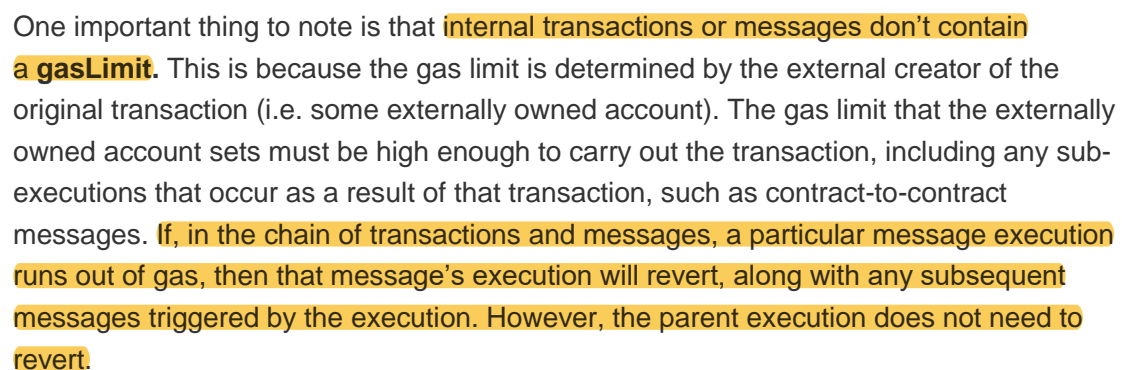 One important thing to note is that internal transactions or messages don’t contain
a gasLimit. This is because the gas limit is determined by the external creator of the
original transaction (i.e. some externally owned account). The gas limit that the externally
owned account sets must be high enough to carry out the transaction, including any sub-
executions that occur as a result of that transaction, such as contract-to-contract
messages. If, in the chain of transactions and messages, a particular message execution
runs out of gas, then that message’s execution will revert, along with any subsequent
messages triggered by the execution. However, the parent execution does not need to
revert.